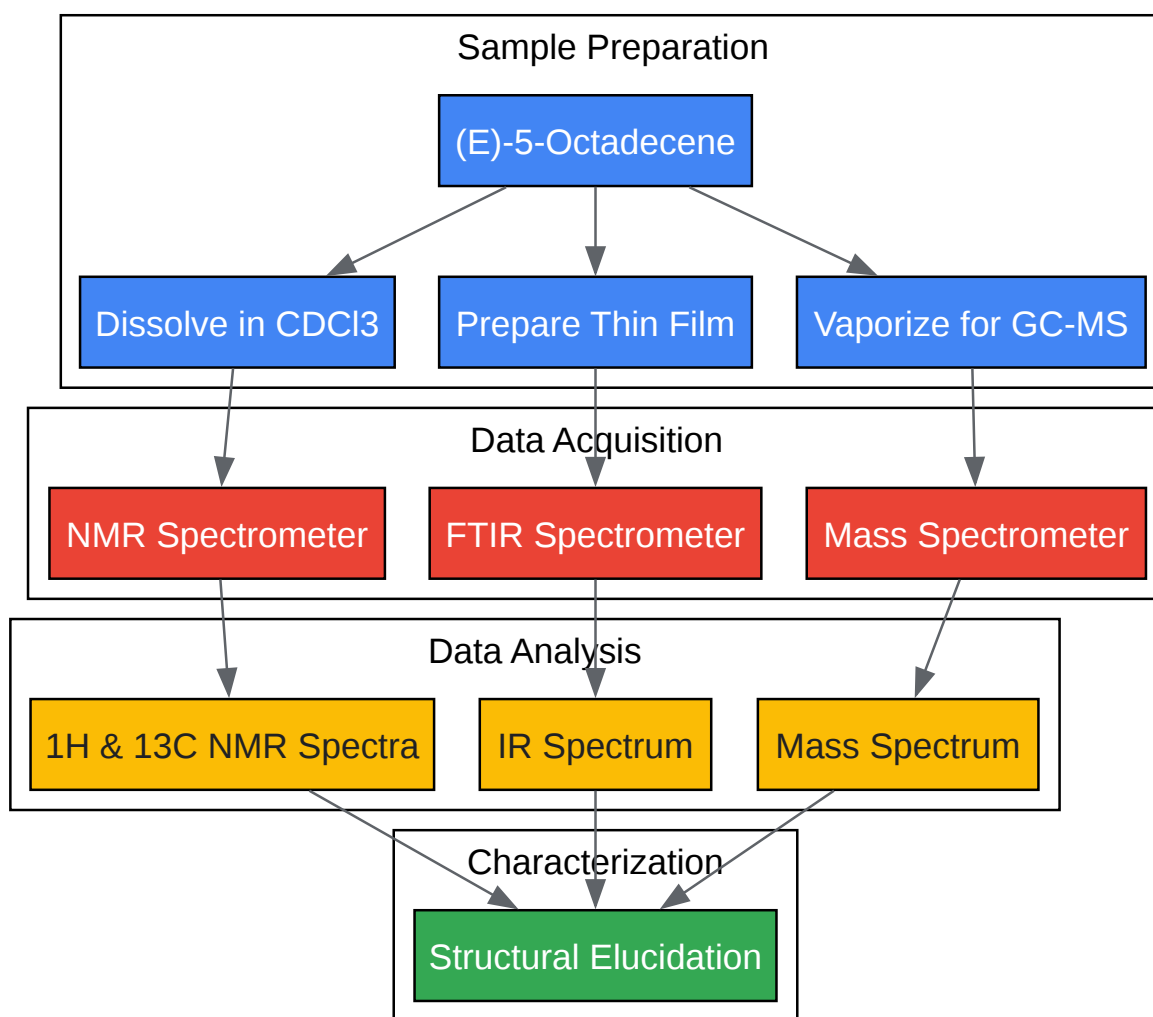 Sample Preparation
(E)-5-Octadecene
Dissolve in CDCl3
Prepare Thin Film
Vaporize for GC-MS
Data Acquisition
NMR Spectrometer
FTIR Spectrometer
Mass Spectrometer
Data Analysis
1H & 13C NMR Spectra
IR Spectrum
Mass Spectrum
Characterization
Structural Elucidation